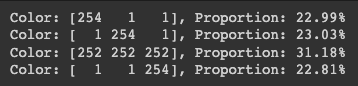 Color: [254   1   1], Proportion: 22.99%
Color: [  1 254   1], Proportion: 23.03%
Color: [252 252 252], Proportion: 31.18%
Color: [  1   1 254], Proportion: 22.81%